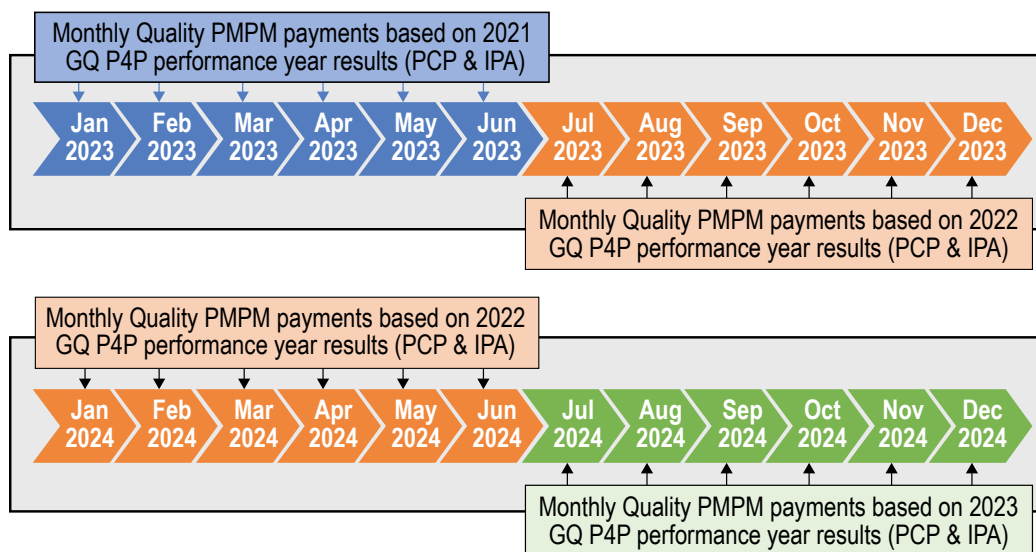 Monthly Quality PMPM payments based on 2021
GQ P4P performance year results (PCP & IPA)
Jan Feb Mar Apr May Jun Jul Aug Sep Oct Nov Dec
2023 2023 2023 2023 2023 2023 2023 2023 2023 2023 2023 2023
Monthly Quality PMPM payments based on 2022
GQ P4P performance year results (PCP & IPA)
Monthly Quality PMPM payments based on 2022
GQ P4P performance year results (PCP & IPA)
Jan Feb Mar Apr May Jun Jul Aug Sep Oct Nov Dec
2024 2024 2024 2024 2024 2024 2024 2024 2024 2024 2024 2024
Monthly Quality PMPM payments based on 2023
GQ P4P performance year results (PCP & IPA)